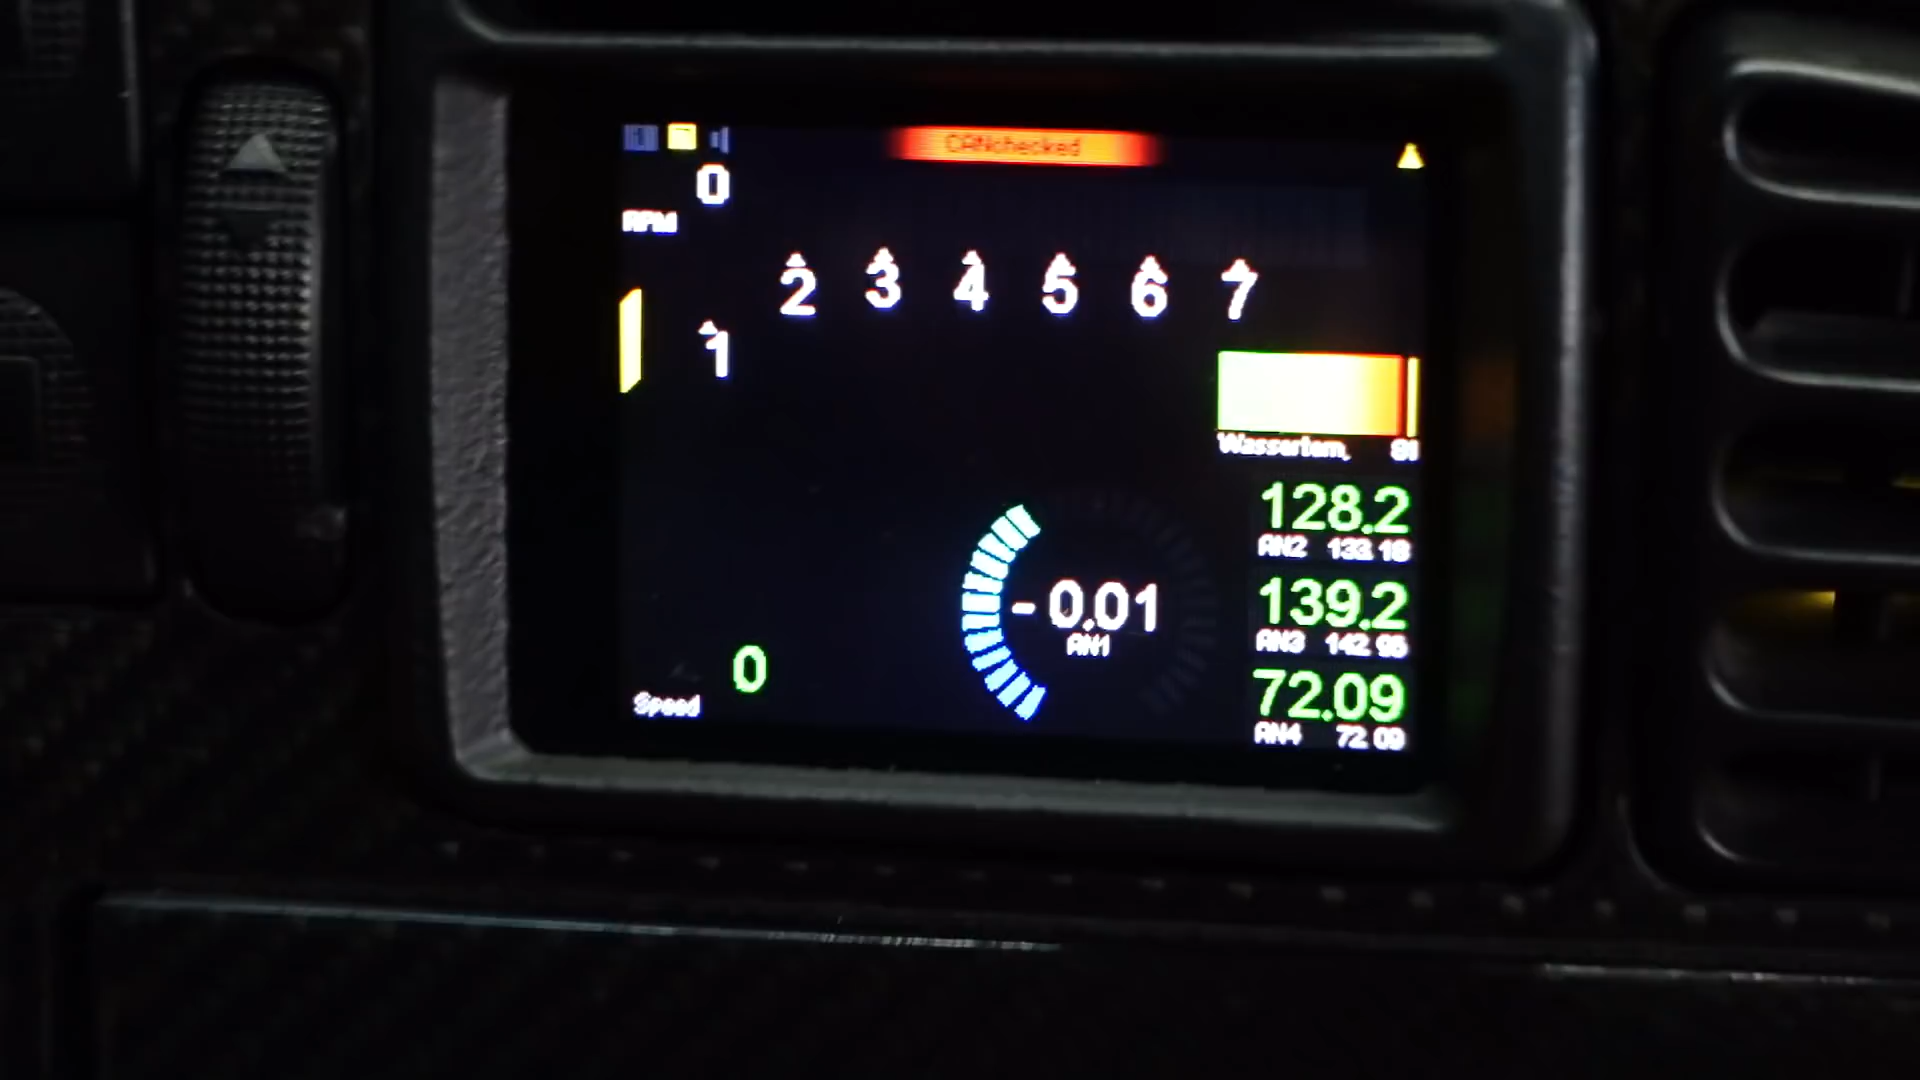 CANchecked
0
RPM
2 3 4 5 6 7
1
Wassertem.
128.2
AN2 133.18
139.2
AN3 142.95
72.09
AN4 72.09
- 0.01
AN1
0
Speed